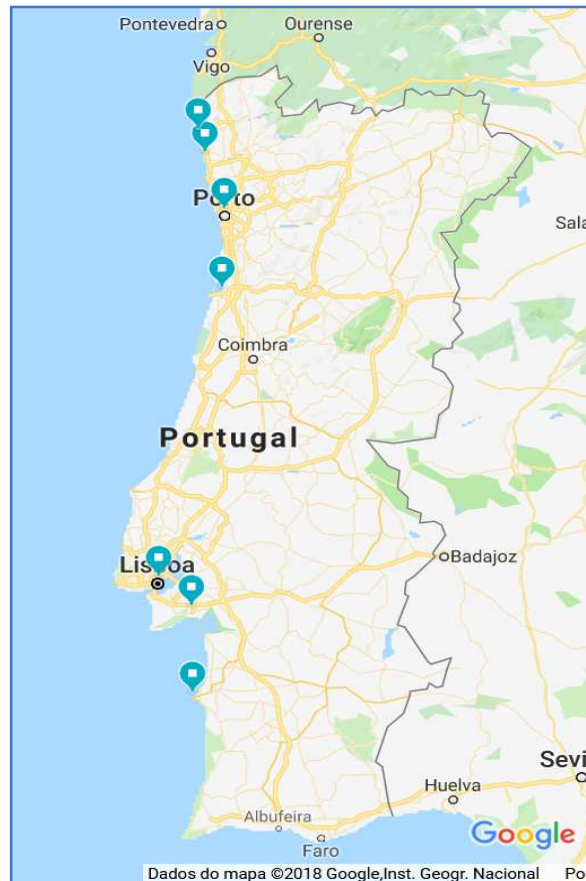 Pontevedra
Ourense
Vigo
Porto
Sala
Coimbra
Portugal
Lisboa
Badajoz
Sevi
Huelva
Albufeira
Faro
Google
Dados do mapa ©2018 Google,Inst. Geogr. Nacional Po